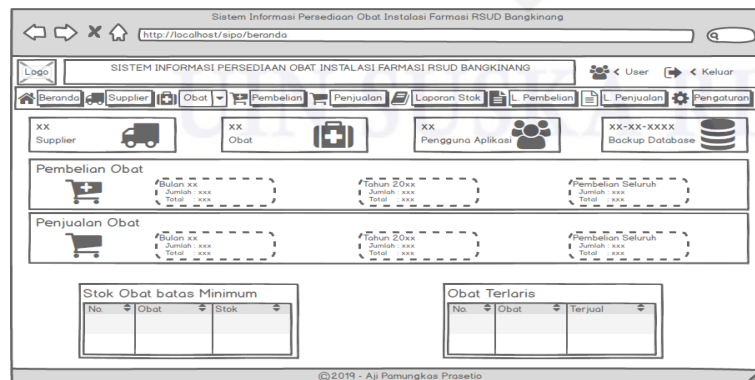 Sistem Informasi Persediaan Obat Instalasi Farmasi RSUD Bangkinang
http://localhost/sipo/beranda
Logo
SISTEM INFORMASI PERSEDIAAN OBAT INSTALASI FARMASI RSUD BANGKINANG
< User
< Keluar
Beranda Supplier Obat Pembelian Penjualan Laporan Stok L. Pembelian L. Penjualan Pengaturan
xx
Supplier
xx
Obat
xx
Pengguna Aplikasi
xx-xx-xxxx
Backup Database
Pembelian Obat
Bulan xx
Jumlah : xxx
Total : xxx
Tahun 20xx
Jumlah : xxx
Total : xxx
Pembelian Seluruh
Jumlah : xxx
Total : xxx
Penjualan Obat
Bulan xx
Jumlah : xxx
Total : xxx
Tahun 20xx
Jumlah : xxx
Total : xxx
Pembelian Seluruh
Jumlah : xxx
Total : xxx
Stok Obat batas Minimum
No. Obat Stok
Obat Terlaris
No. Obat Terjual
©2019 - Aji Pamungkas Prasetio
UIN SUSKA R